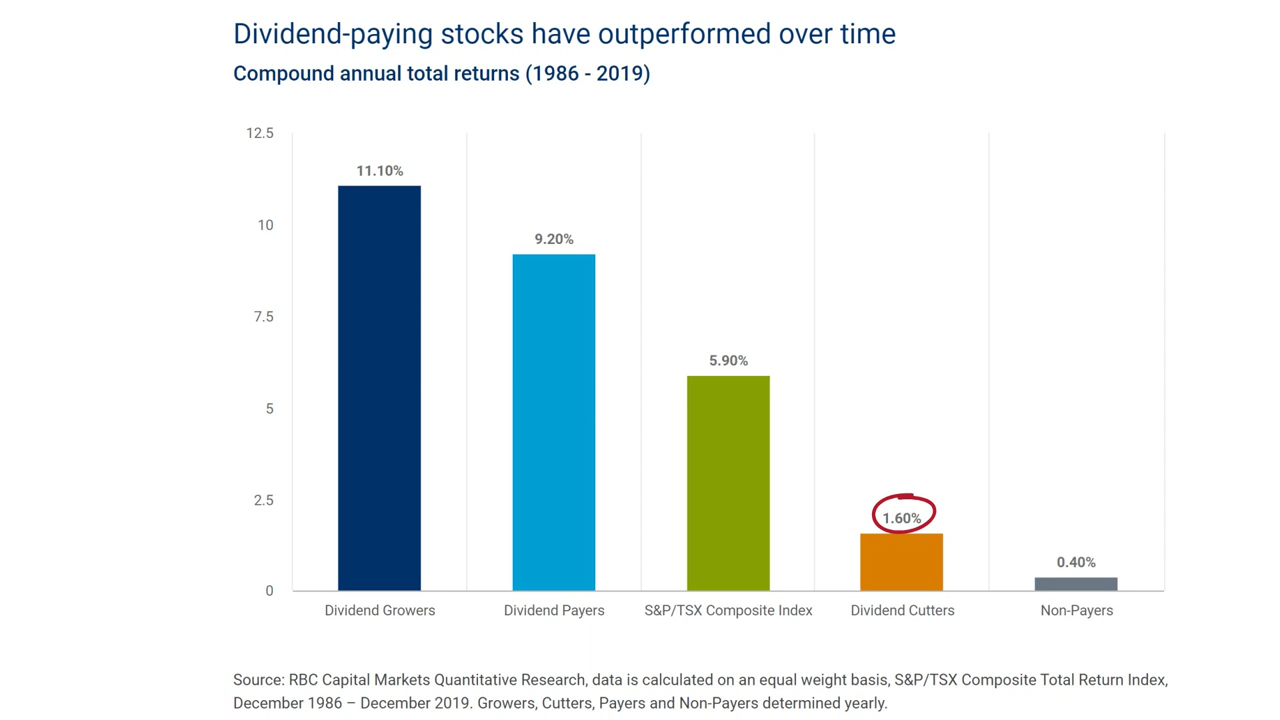 Dividend-paying stocks have outperformed over time
Compound annual total returns (1986 - 2019)
12.5
11.10%
10
9.20%
7.5
5.90%
5
2.5
1.60%
0.40%
0
Dividend Growers
Dividend Payers
S&P/TSX Composite Index
Dividend Cutters
Non-Payers
Source: RBC Capital Markets Quantitative Research, data is calculated on an equal weight basis, S&P/TSX Composite Total Return Index,
December 1986 – December 2019. Growers, Cutters, Payers and Non-Payers determined yearly.